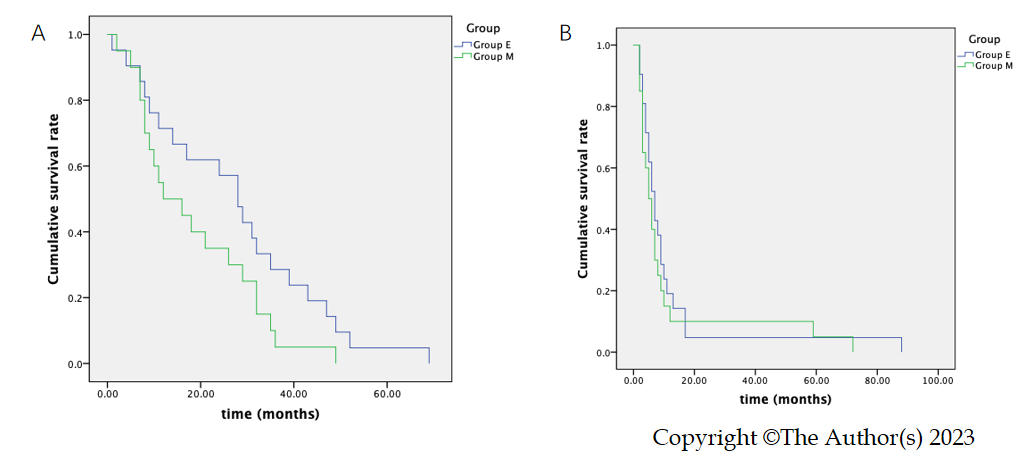 A
Group
Group E
Group M
1.0
0.8
0.6
0.4
0.2
0.0
Cumulative survival rate
0.00 20.00 40.00 60.00
time (months)
B
Group
Group E
Group M
1.0
0.8
0.6
0.4
0.2
0.0
Cumulative survival rate
0.00 20.00 40.00 60.00 80.00 100.00
time (months)
Copyright ©The Author(s) 2023